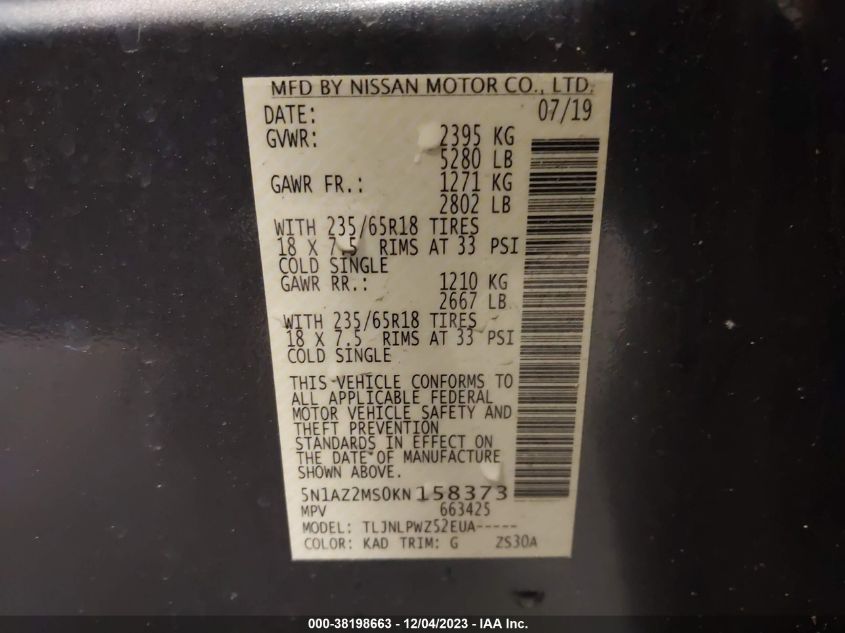 MFD BY NISSAN MOTOR CO., LTD.
DATE: 07/19
GVWR: 2395 KG
5280 LB
GAWR FR.: 1271 KG
2802 LB
WITH 235/65R18 TIRES
18 X 7.5 RIMS AT 33 PSI
COLD SINGLE
GAWR RR.: 1210 KG
2667 LB
WITH 235/65R18 TIRES
18 X 7.5 RIMS AT 33 PSI
COLD SINGLE
THIS VEHICLE CONFORMS TO
ALL APPLICABLE FEDERAL
MOTOR VEHICLE SAFETY AND
THEFT PREVENTION
STANDARDS IN EFFECT ON
THE DATE OF MANUFACTURE
SHOWN ABOVE.
5N1AZ2MS0KN158373
MPV 663425
MODEL: TLJNLPWZ52EUA-----
COLOR: KAD TRIM: G ZS30A
000-38198663 - 12/04/2023 - IAA Inc.